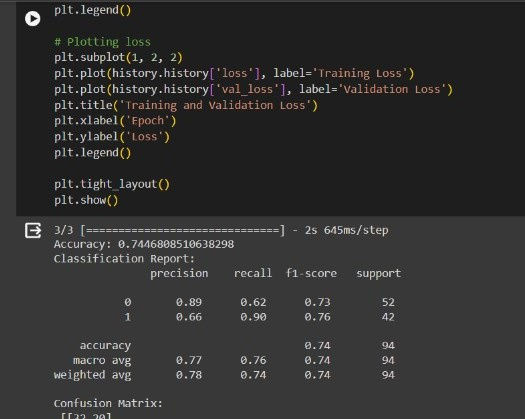 plt.legend()
# Plotting loss
plt.subplot(1, 2, 2)
plt.plot(history.history['loss'], label='Training Loss')
plt.plot(history.history['val_loss'], label='Validation Loss')
plt.title('Training and Validation Loss')
plt.xlabel('Epoch')
plt.ylabel('Loss')
plt.legend()
plt.tight_layout()
plt.show()
3/3 [==============================] - 2s 645ms/step
Accuracy: 0.7446808510638298
Classification Report:
precision recall f1-score support
0 0.89 0.62 0.73 52
1 0.66 0.90 0.76 42
accuracy 0.74 94
macro avg 0.77 0.76 0.74 94
weighted avg 0.78 0.74 0.74 94
Confusion Matrix:
[[32 20]